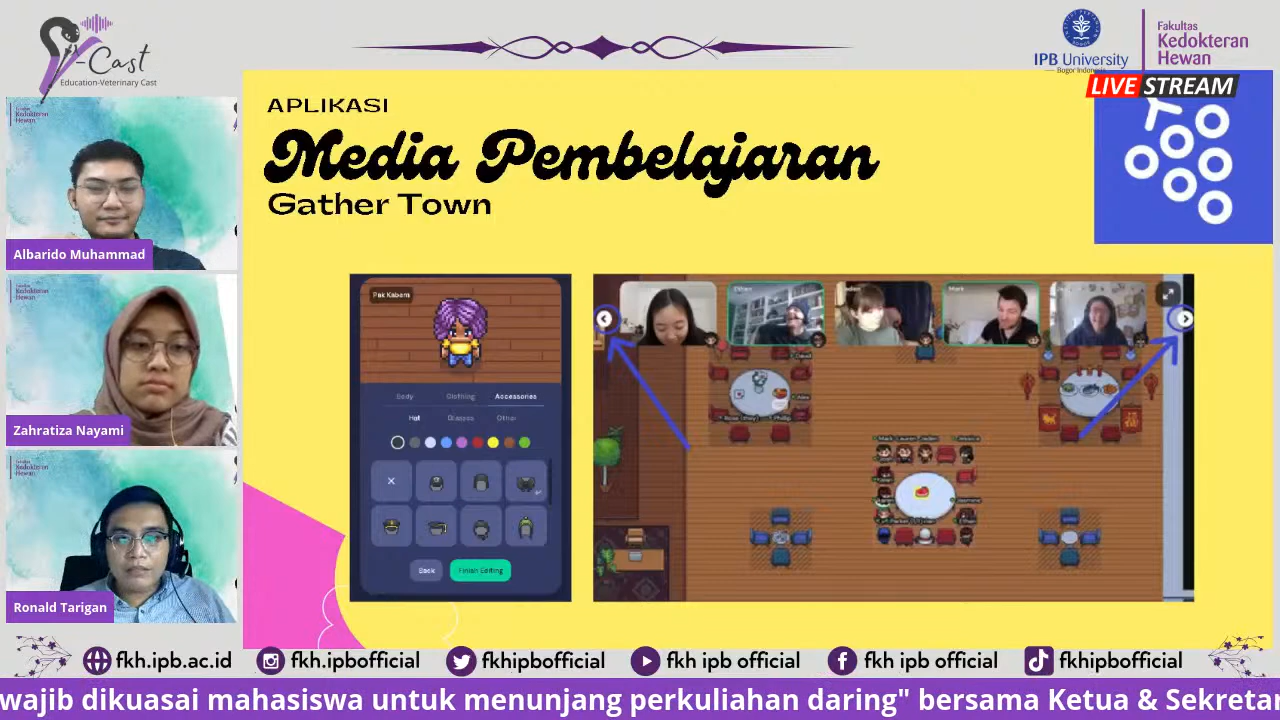 V-Cast
Education-Veterinary Cast
IPB University
Bogor Indonesia
Fakultas
Kedokteran
Hewan
LIVE STREAM
APLIKASI
Media Pembelajaran
Gather Town
Albarido Muhammad
Zahratiza Nayami
Ronald Tarigan
Body
Clothing
Accessories
Hat
Glasses
Other
Back
Finish Editing
fkh.ipb.ac.id
fkh.ipbofficial
fkhipbofficial
fkh ipb official
fkh ipb official
fkhipbofficial
wajib dikuasai mahasiswa untuk menunjang perkuliahan daring" bersama Ketua & Sekretar